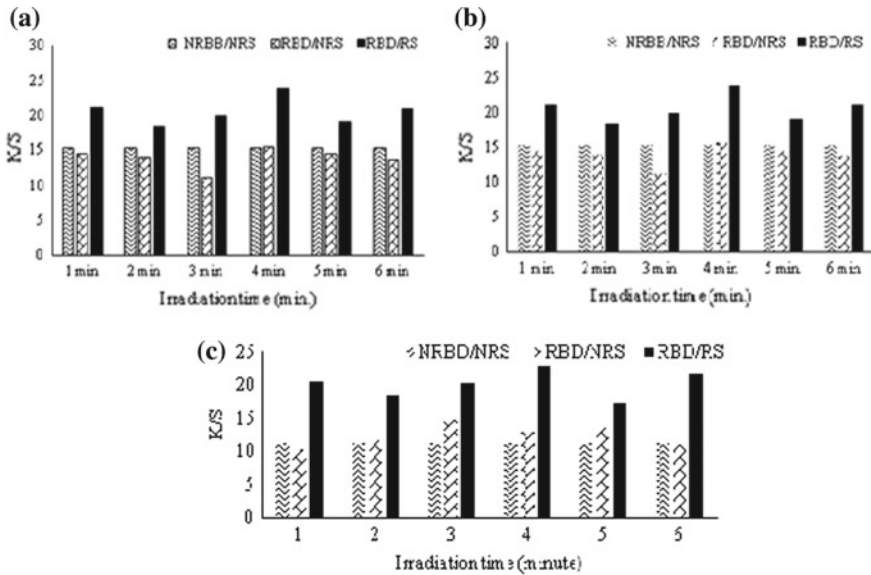 (a)
NRBB/NRS RBD/NRS RBD/RS
30
25
20
15
10
5
0
K/S
1 min 2 min 3 min 4 min 5 min 6 min
Irradiation time (min.)
(b)
NRBB/NRS RBD/NRS RBD/RS
30
25
20
15
10
5
0
K/S
1 min 2 min 3 min 4 min 5 min 6 min
Irradiation time (min.)
(c)
NRBD/NRS RBD/NRS RBD/RS
25
20
15
10
5
0
K/S
1 2 3 4 5 6
Irradiation time (minute)